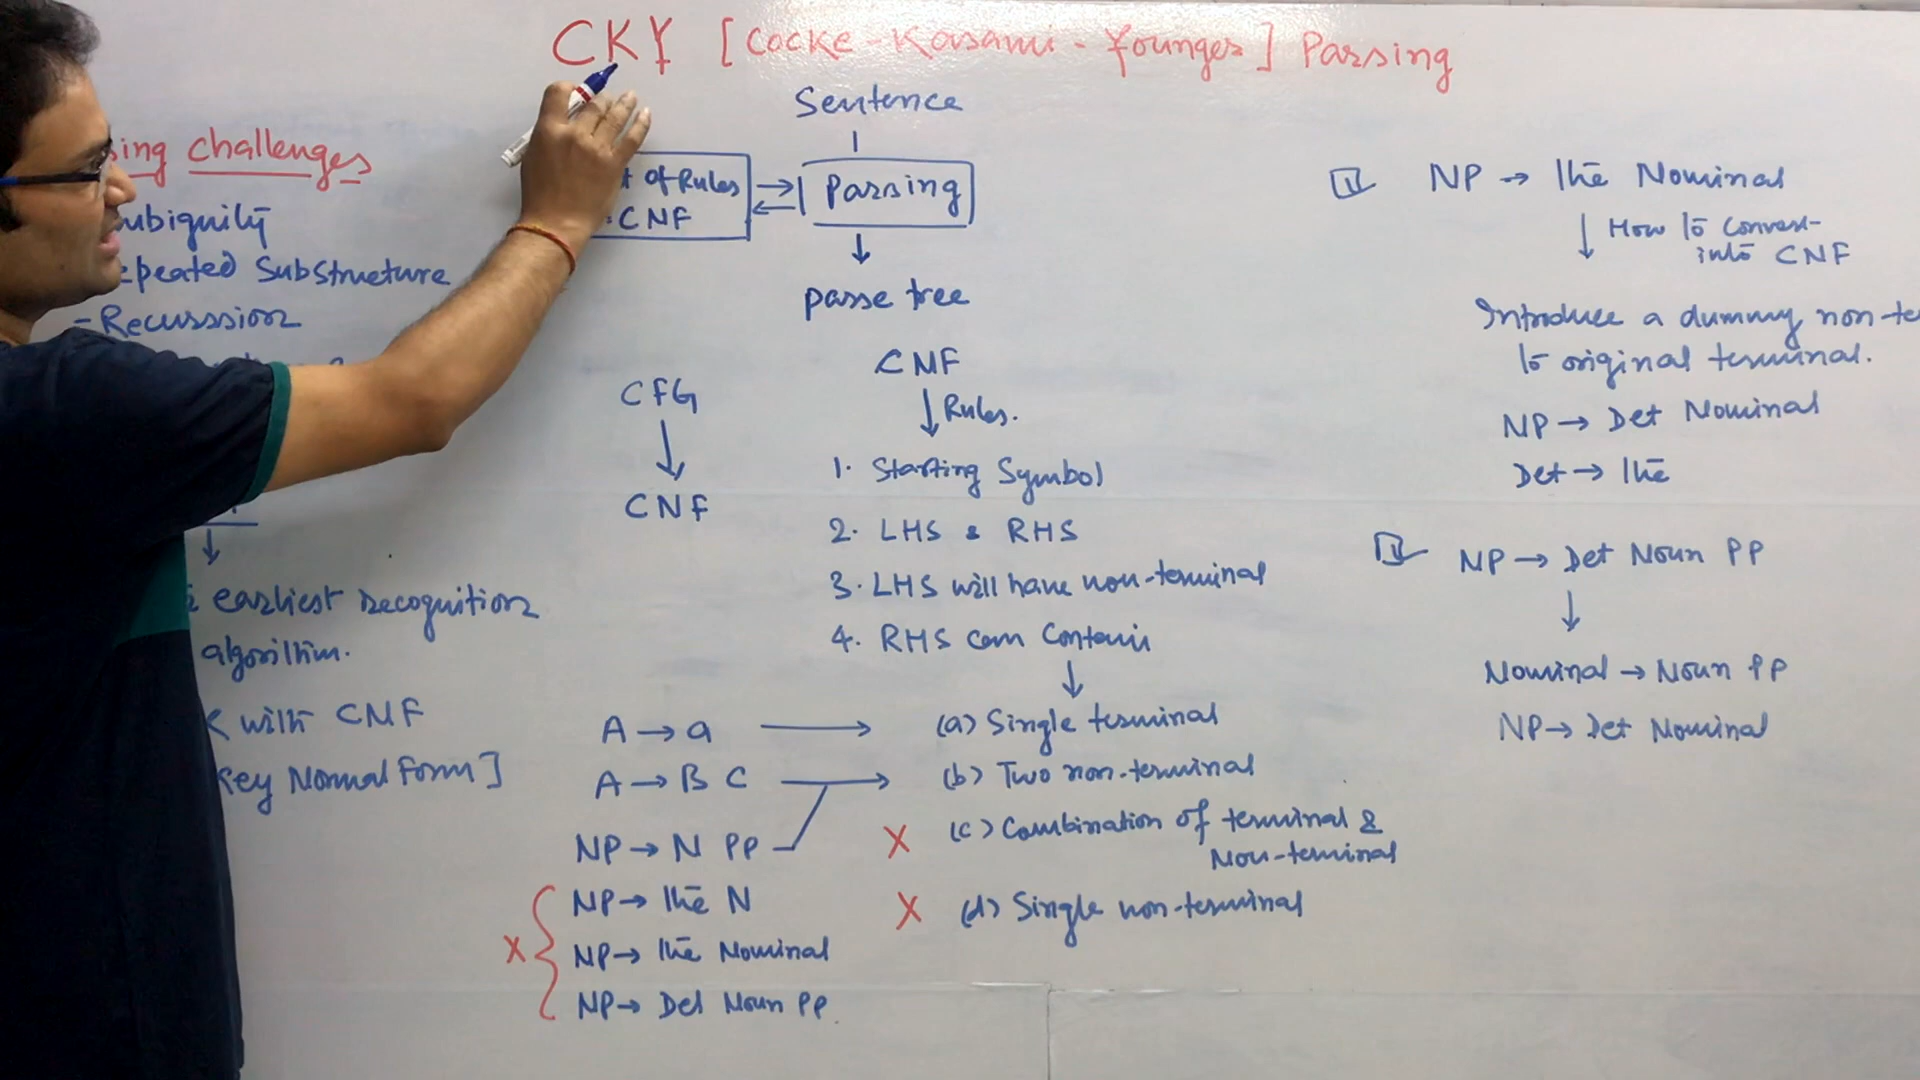 CKY [Cocke-Kasami-Younger] Parsing
sing challenges
mbiguity
epeated Substructure
- Recurssion
earliest recognition
algorithm.
with CNF
sey Normal Form]
Sentence
t of Rules
CNF
Parsing
passe tree
CFG
CNF
CNF
Rules.
1. Starting Symbol
2. LHS & RHS
3. LHS will have non-terminal
4. RHS can Contain
A → a
(a) Single terminal
A → B C
(b) Two non-terminal
NP → N PP
X (c) Combination of terminal &
Non-terminal
NP → the N
X (d) Single non-terminal
X
NP → the Nominal
NP → Det Noun PP
I NP → the Nominal
How to convert
into CNF
Introduce a dummy non-te
to original terminal.
NP → Det Nominal
Det → the
II NP → Det Noun PP
Nominal → Noun PP
NP → Det Nominal